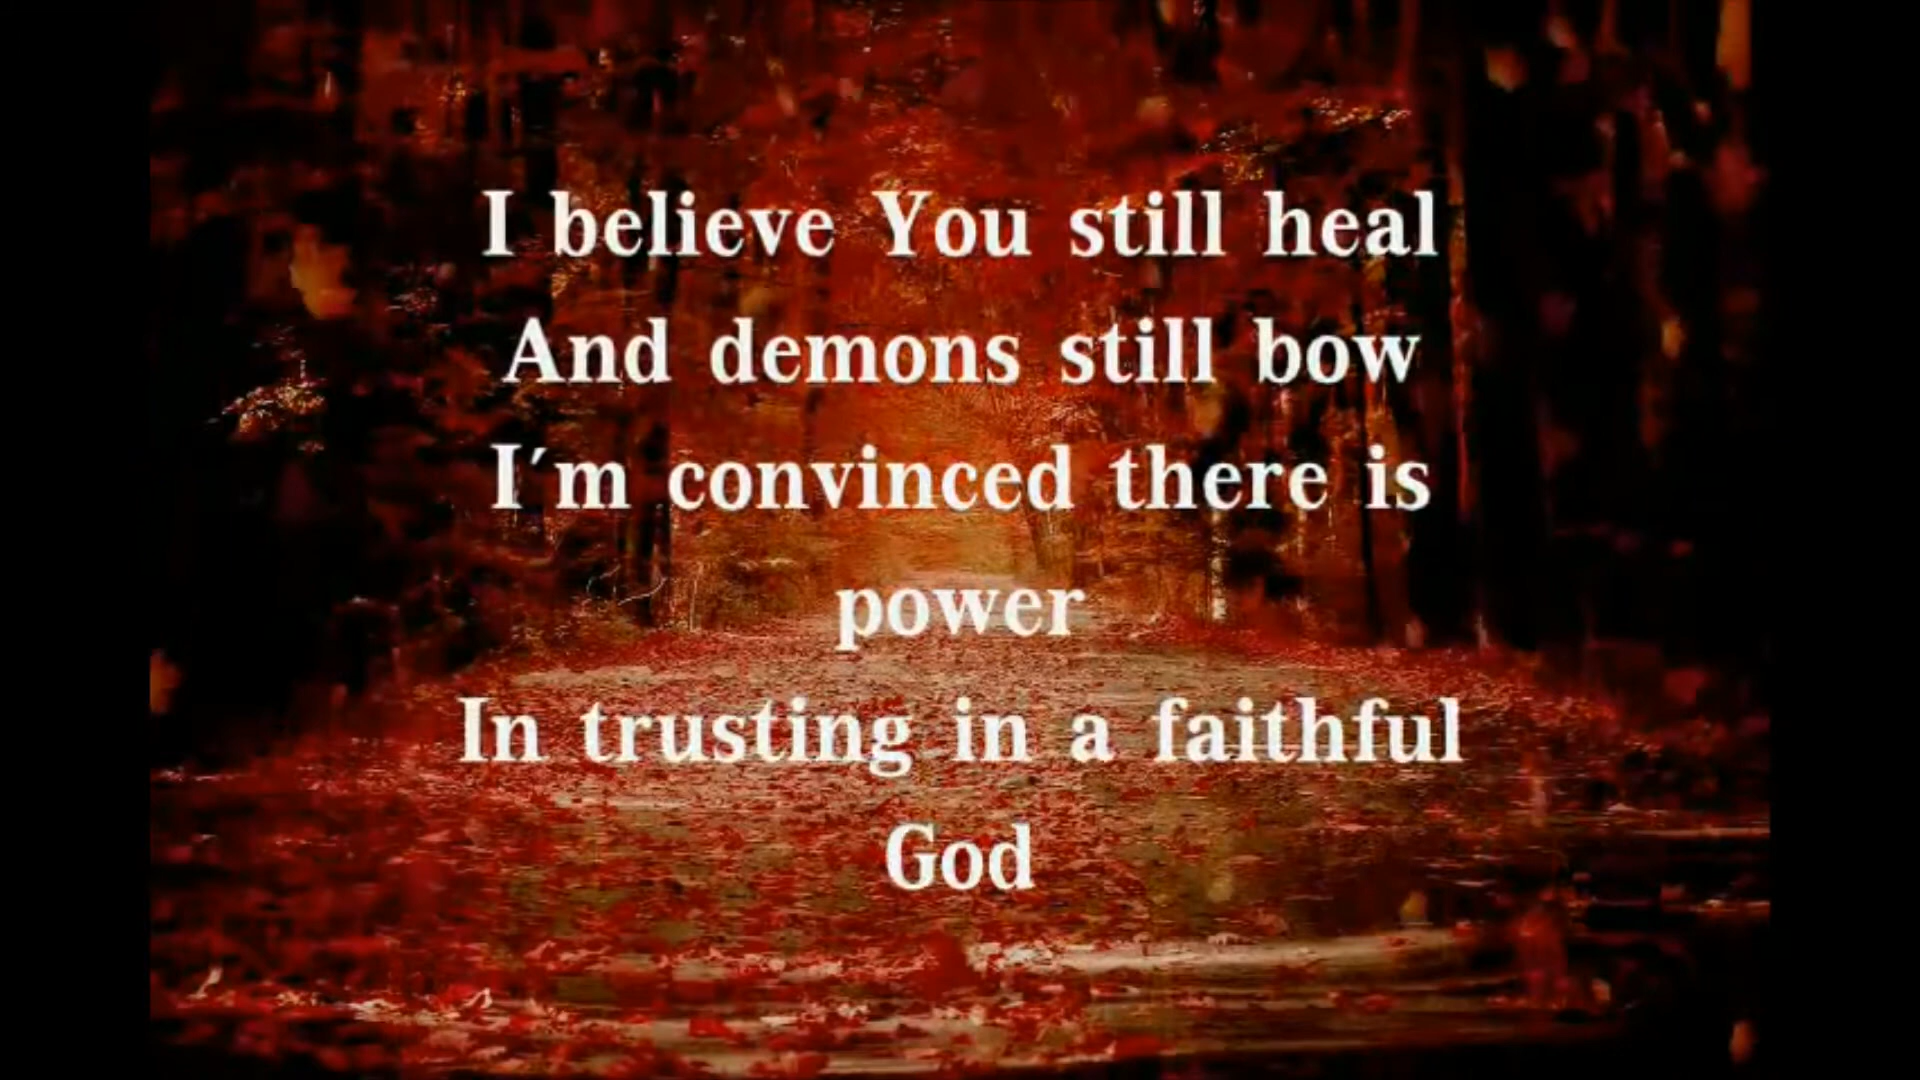 I believe You still heal
And demons still bow
I´m convinced there is
power
In trusting in a faithful
God